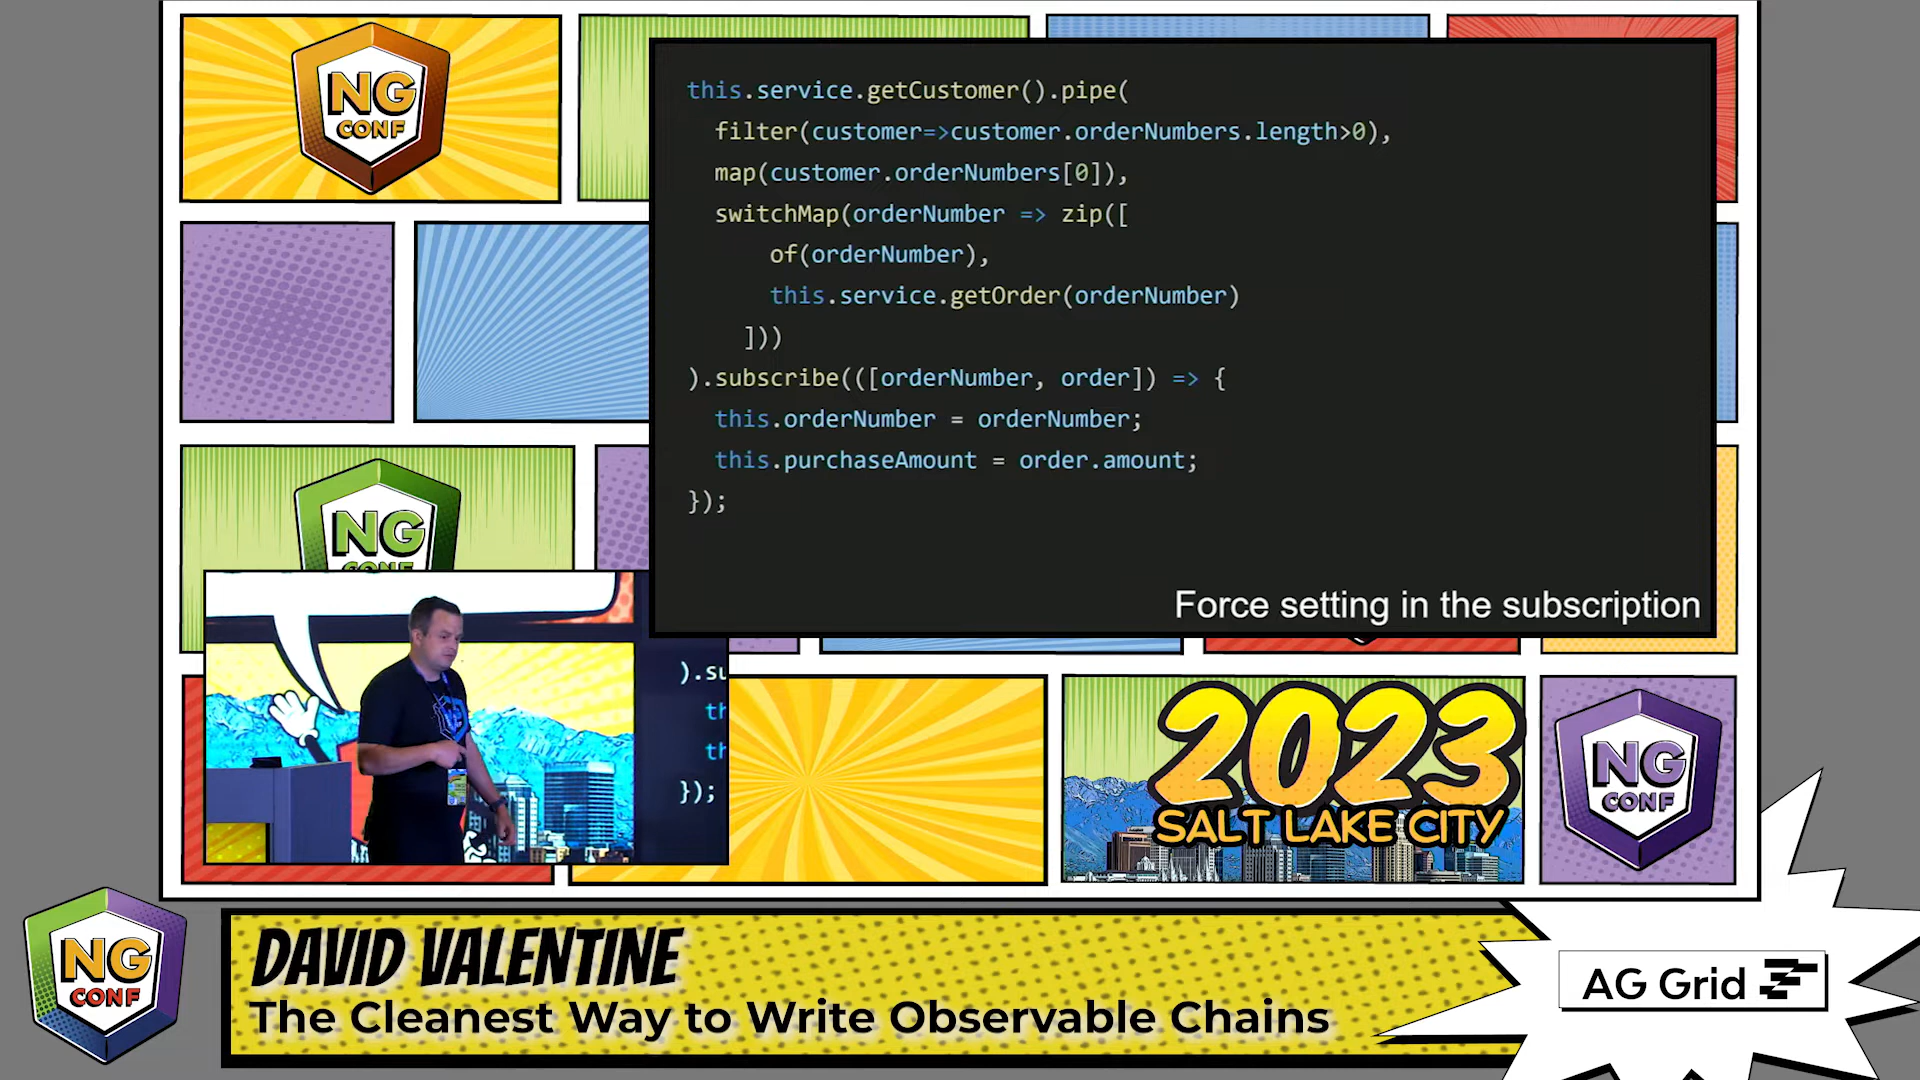 NG
CONF
this.service.getCustomer().pipe(
filter(customer=>customer.orderNumbers.length>0),
map(customer.orderNumbers[0]),
switchMap(orderNumber => zip([
of(orderNumber),
this.service.getOrder(orderNumber)
]))
).subscribe(([orderNumber, order]) => {
this.orderNumber = orderNumber;
this.purchaseAmount = order.amount;
});
Force setting in the subscription
NG
CONF
).su
th
th
});
2023
SALT LAKE CITY
NG
CONF
NG
CONF
DAVID VALENTINE
The Cleanest Way to Write Observable Chains
AG Grid